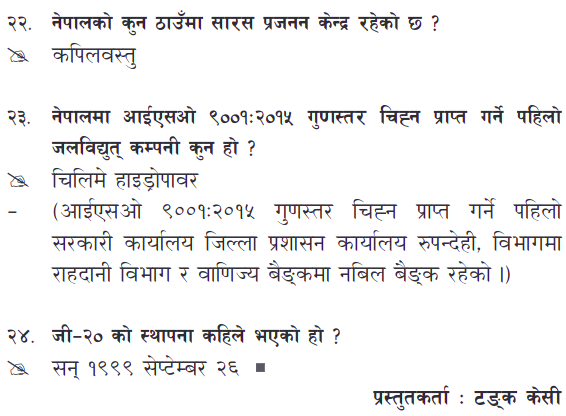 २२. नेपालको कुन ठाउँमा सारस प्रजनन केन्द्र रहेको छ ?
कपिलवस्तु
२३. नेपालमा आईएसओ ९००१:२०१५ गुणस्तर चिह्न प्राप्त गर्ने पहिलो
जलविद्युत् कम्पनी कुन हो ?
चिलिमे हाइड्रोपावर
– (आईएसओ ९००१:२०१५ गुणस्तर चिह्न प्राप्त गर्ने पहिलो
सरकारी कार्यालय जिल्ला प्रशासन कार्यालय रुपन्देही, विभागमा
राहदानी विभाग र वाणिज्य बैङ्कमा नबिल बैङ्क रहेको ।)
२४. जी–२० को स्थापना कहिले भएको हो ?
सन् १९९९ सेप्टेम्बर २६ ■
प्रस्तुतकर्ता : टङ्क केसी